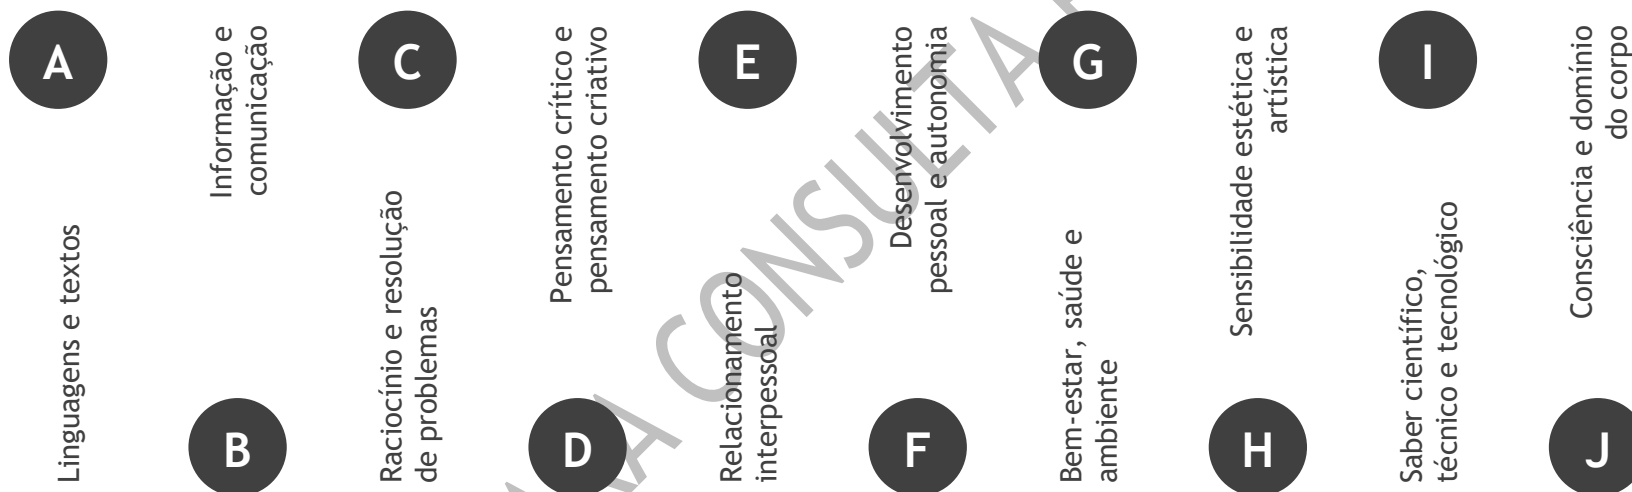 A
Linguagens e textos
Informação e
comunicação
B
C
Raciocínio e resolução
de problemas
Pensamento crítico e
pensamento criativo
D
E
Relacionamento
interpessoal
Desenvolvimento
pessoal e autonomia
F
G
Bem-estar, saúde e
ambiente
Sensibilidade estética e
artística
H
I
Saber científico,
técnico e tecnológico
Consciência e domínio
do corpo
J
CONSULTA